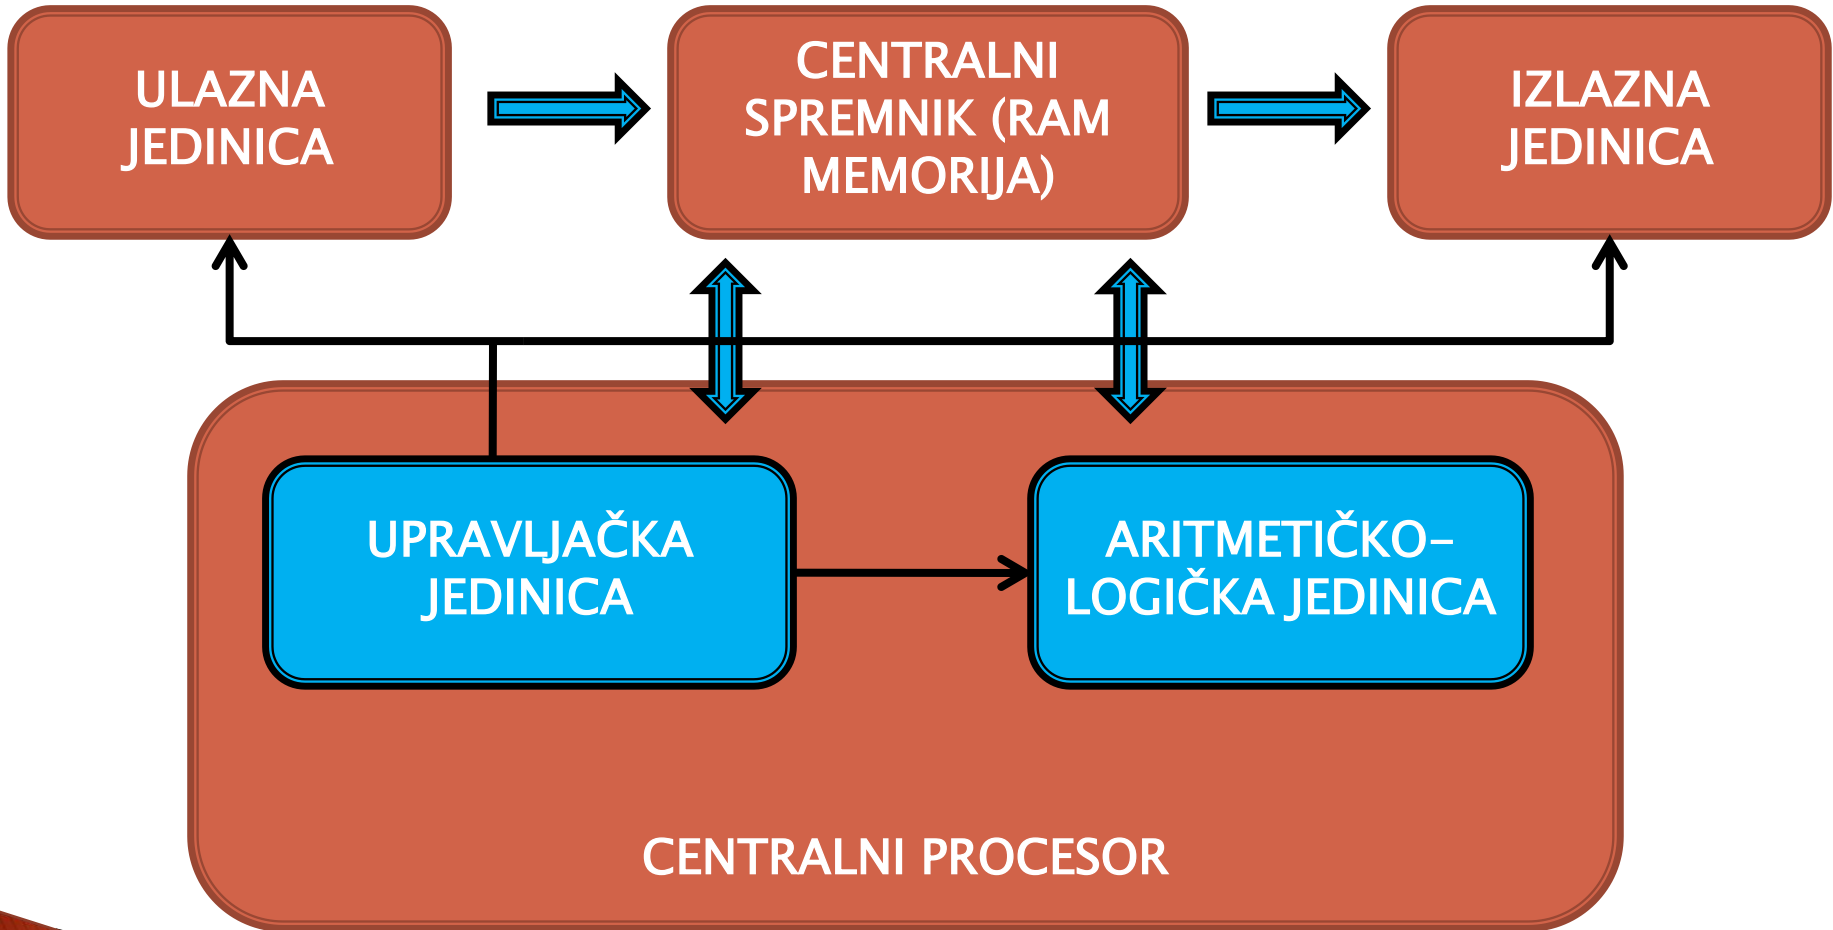 ULAZNA
JEDINICA
CENTRALNI
SPREMNIK (RAM
MEMORIJA)
IZLAZNA
JEDINICA
UPRAVLJAČKA
JEDINICA
ARITMETIČKO-
LOGIČKA JEDINICA
CENTRALNI PROCESOR